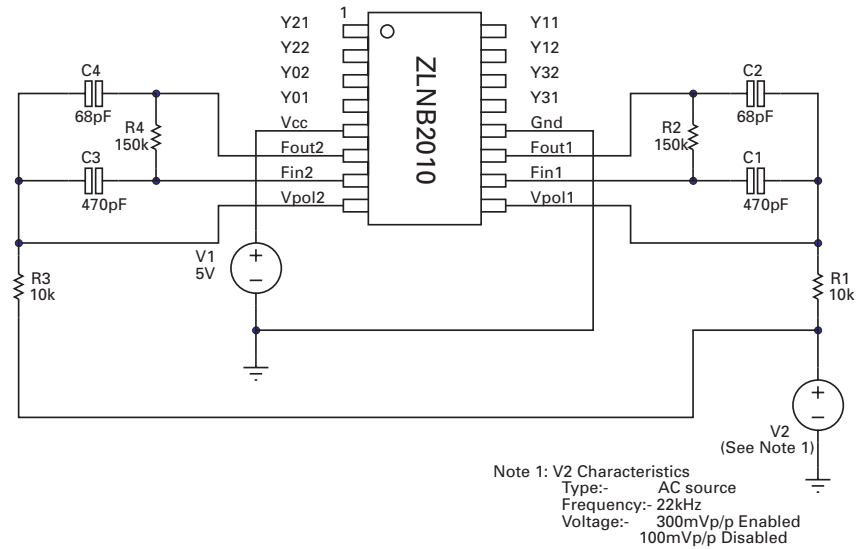 1
Y21
Y22
Y02
Y01
Vcc
Fout2
Fin2
Vpol2
ZLNB2010
Y11
Y12
Y32
Y31
Gnd
Fout1
Fin1
Vpol1
C4
68pF
R4
150k
C3
470pF
R3
10k
V1
5V
C2
68pF
R2
150k
C1
470pF
R1
10k
V2
(See Note 1)
Note 1: V2 Characteristics
Type:- AC source
Frequency:- 22kHz
Voltage:- 300mVp/p Enabled
100mVp/p Disabled